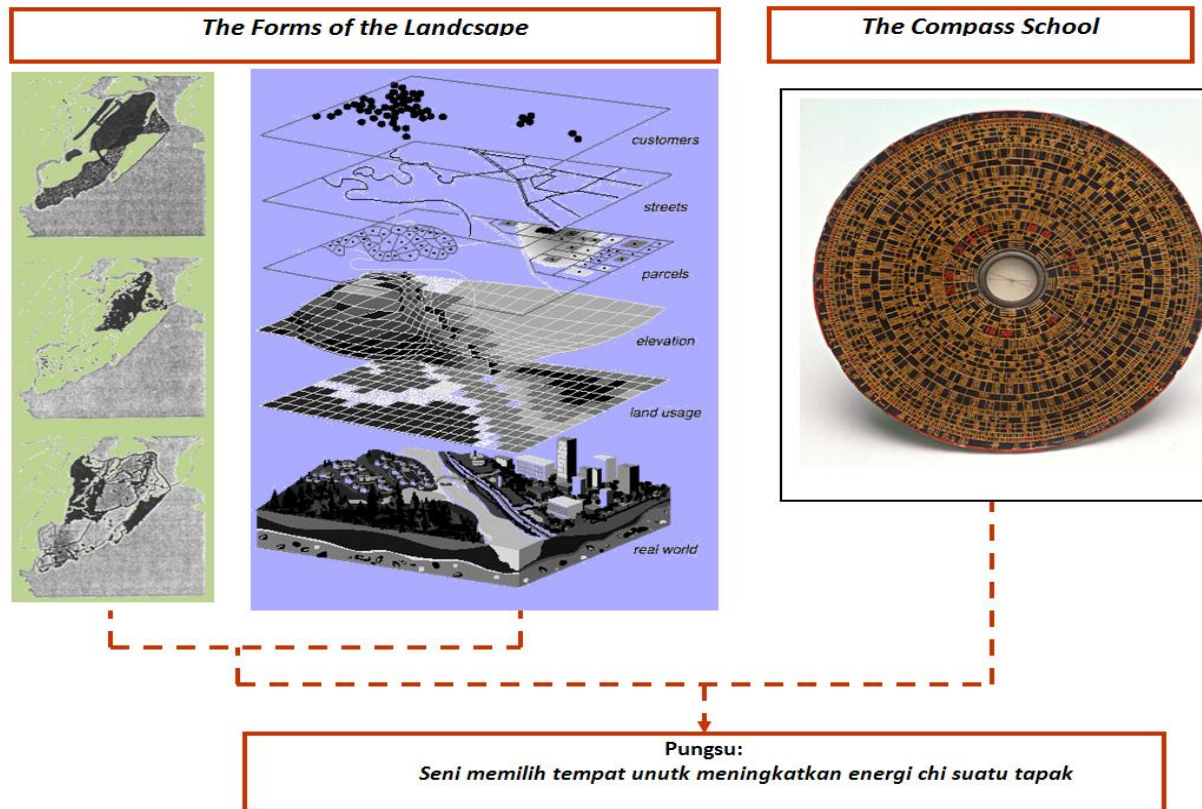 The Forms of the Landcsape
The Compass School
customers
streets
parcels
elevation
land usage
real world
Pungsu:
Seni memilih tempat unutk meningkatkan energi chi suatu tapak